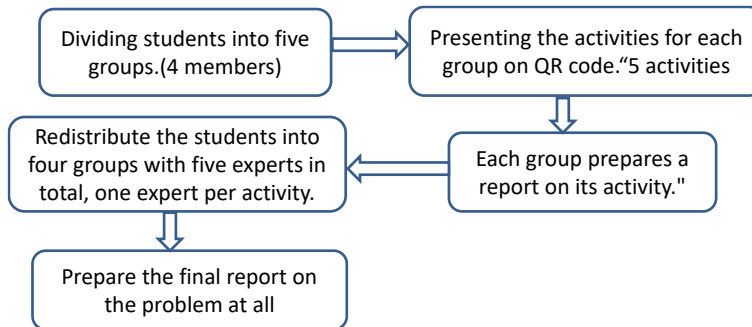 Dividing students into five
groups.(4 members)
Presenting the activities for each
group on QR code.“5 activities
Each group prepares a
report on its activity."
Redistribute the students into
four groups with five experts in
total, one expert per activity.
Prepare the final report on
the problem at all